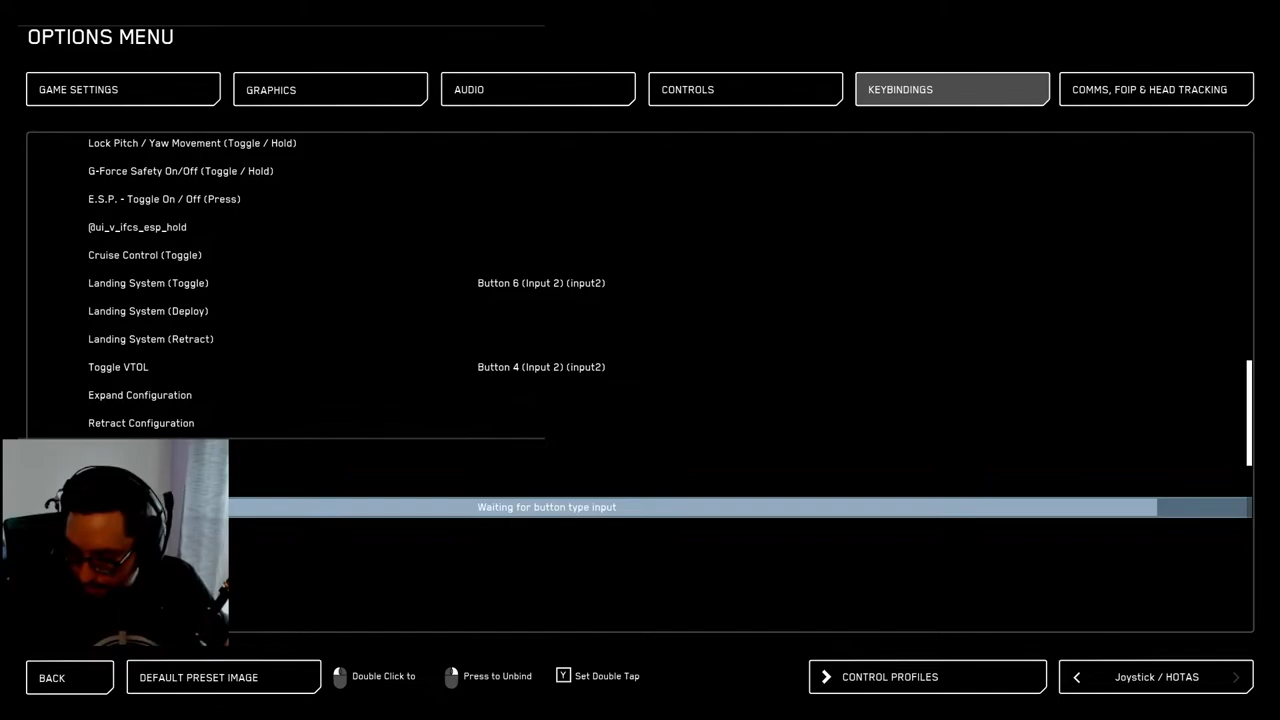 OPTIONS MENU
GAME SETTINGS
GRAPHICS
AUDIO
CONTROLS
KEYBINDINGS
COMMS, FOIP & HEAD TRACKING
Lock Pitch / Yaw Movement (Toggle / Hold)
G-Force Safety On/Off (Toggle / Hold)
E.S.P. - Toggle On / Off (Press)
@ui_v_ifcs_esp_hold
Cruise Control (Toggle)
Landing System (Toggle) Button 6 (Input 2) (input2)
Landing System (Deploy)
Landing System (Retract)
Toggle VTOL Button 4 (Input 2) (input2)
Expand Configuration
Retract Configuration
Waiting for button type input
BACK
DEFAULT PRESET IMAGE
Double Click to
Press to Unbind
Y Set Double Tap
CONTROL PROFILES
Joystick / HOTAS